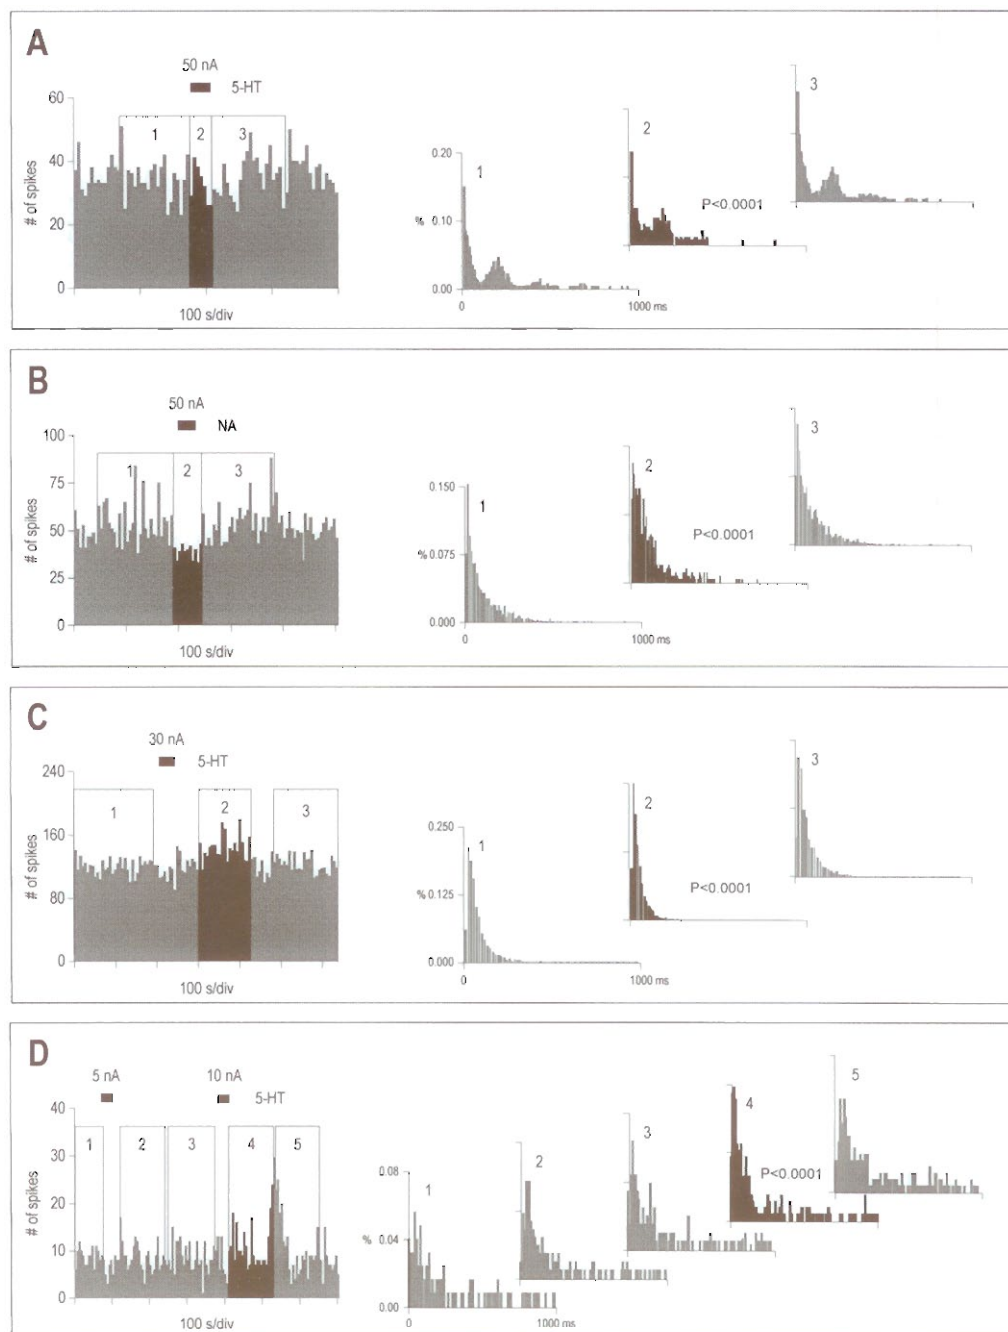 A
50 nA
5-HT
60
40
20
0
# of spikes
1 2 3
100 s/div
0.20
0.10
0.00
%
1
0
1000 ms
2
P<0.0001
3
B
50 nA
NA
100
75
50
25
0
# of spikes
1 2 3
100 s/div
0.150
% 0.075
0.000
1
0
1000 ms
2
P<0.0001
3
C
30 nA
5-HT
240
160
80
0
# of spikes
1 2 3
100 s/div
0.250
0.125
0.000
%
1
0
1000 ms
2
P<0.0001
3
D
5 nA 10 nA
5-HT
40
30
20
10
0
# of spikes
1 2 3 4 5
100 s/div
0.08
% 0.04
0.00
1
0
1000 ms
2
3
4
P<0.0001
5